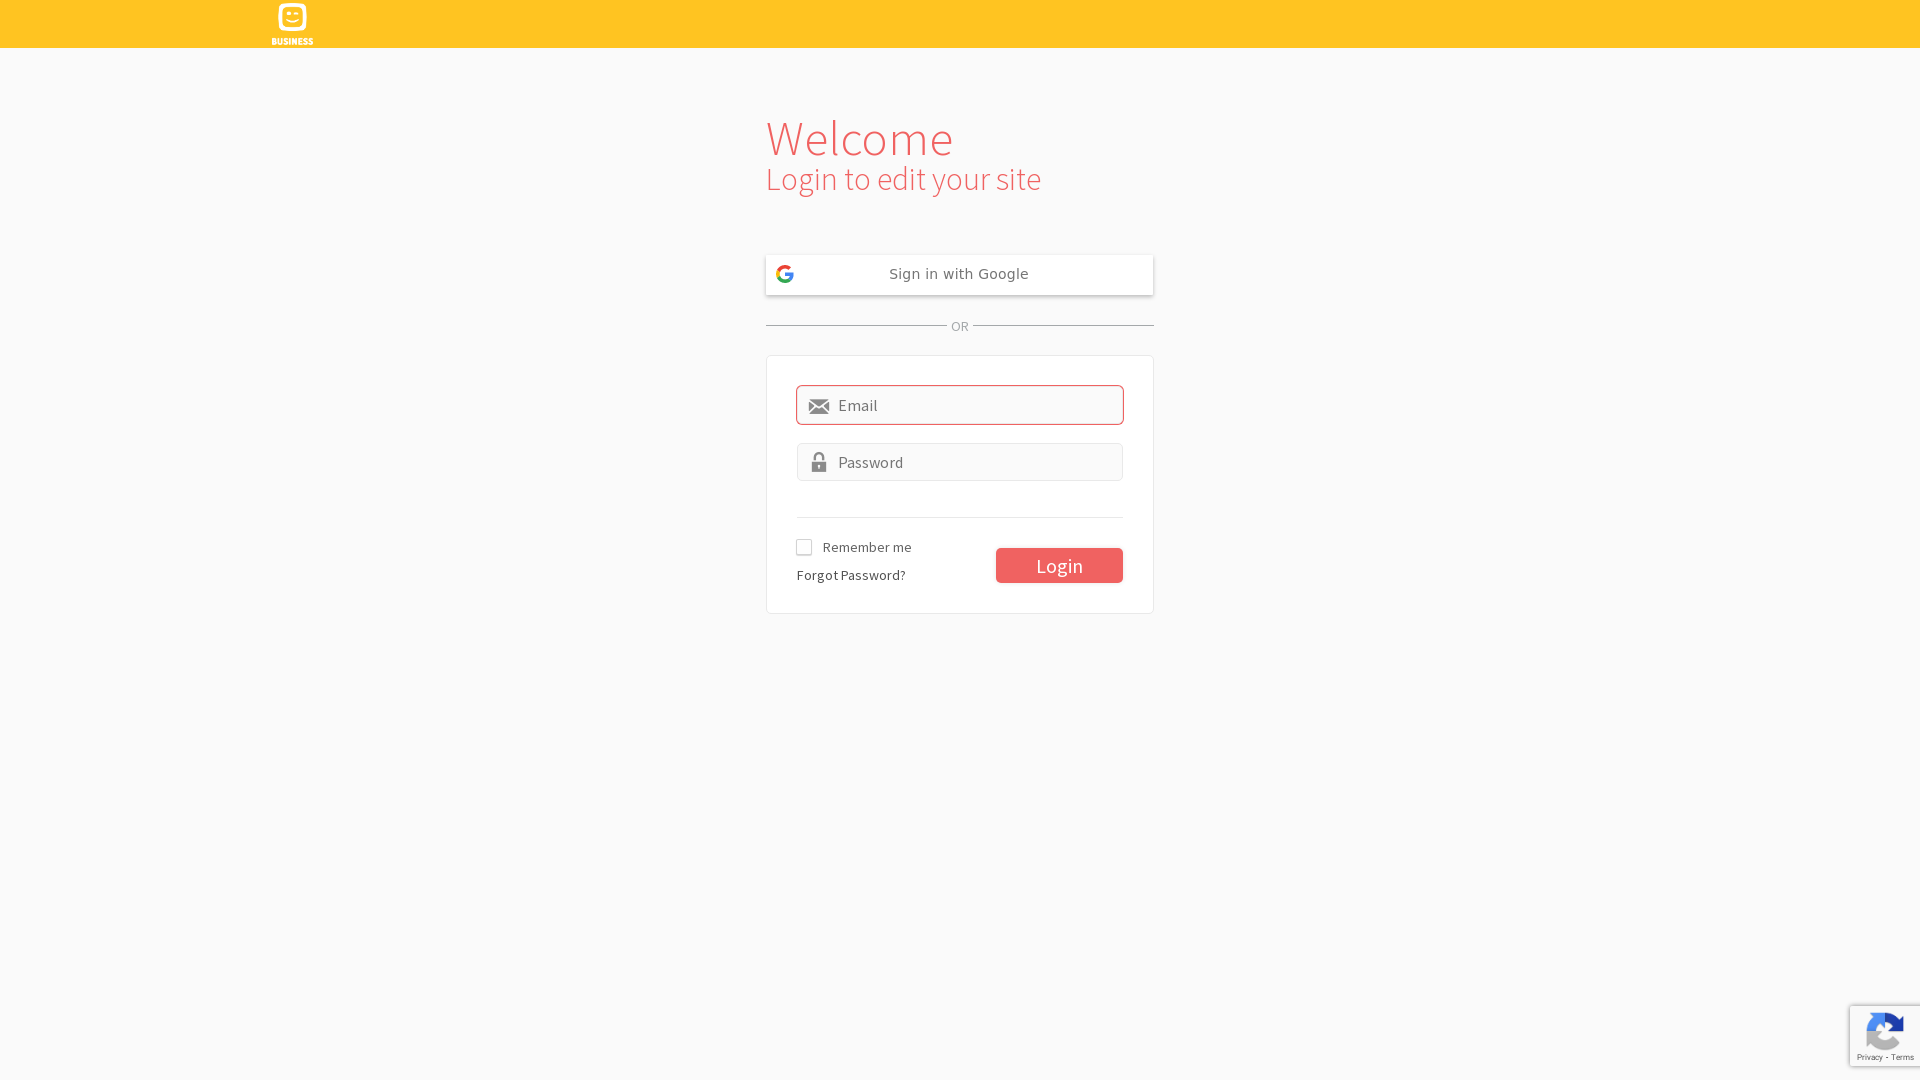 BUSINESS
Welcome
Login to edit your site
Sign in with Google
OR
Email
Password
Remember me
Forgot Password?
Login
Privacy - Terms